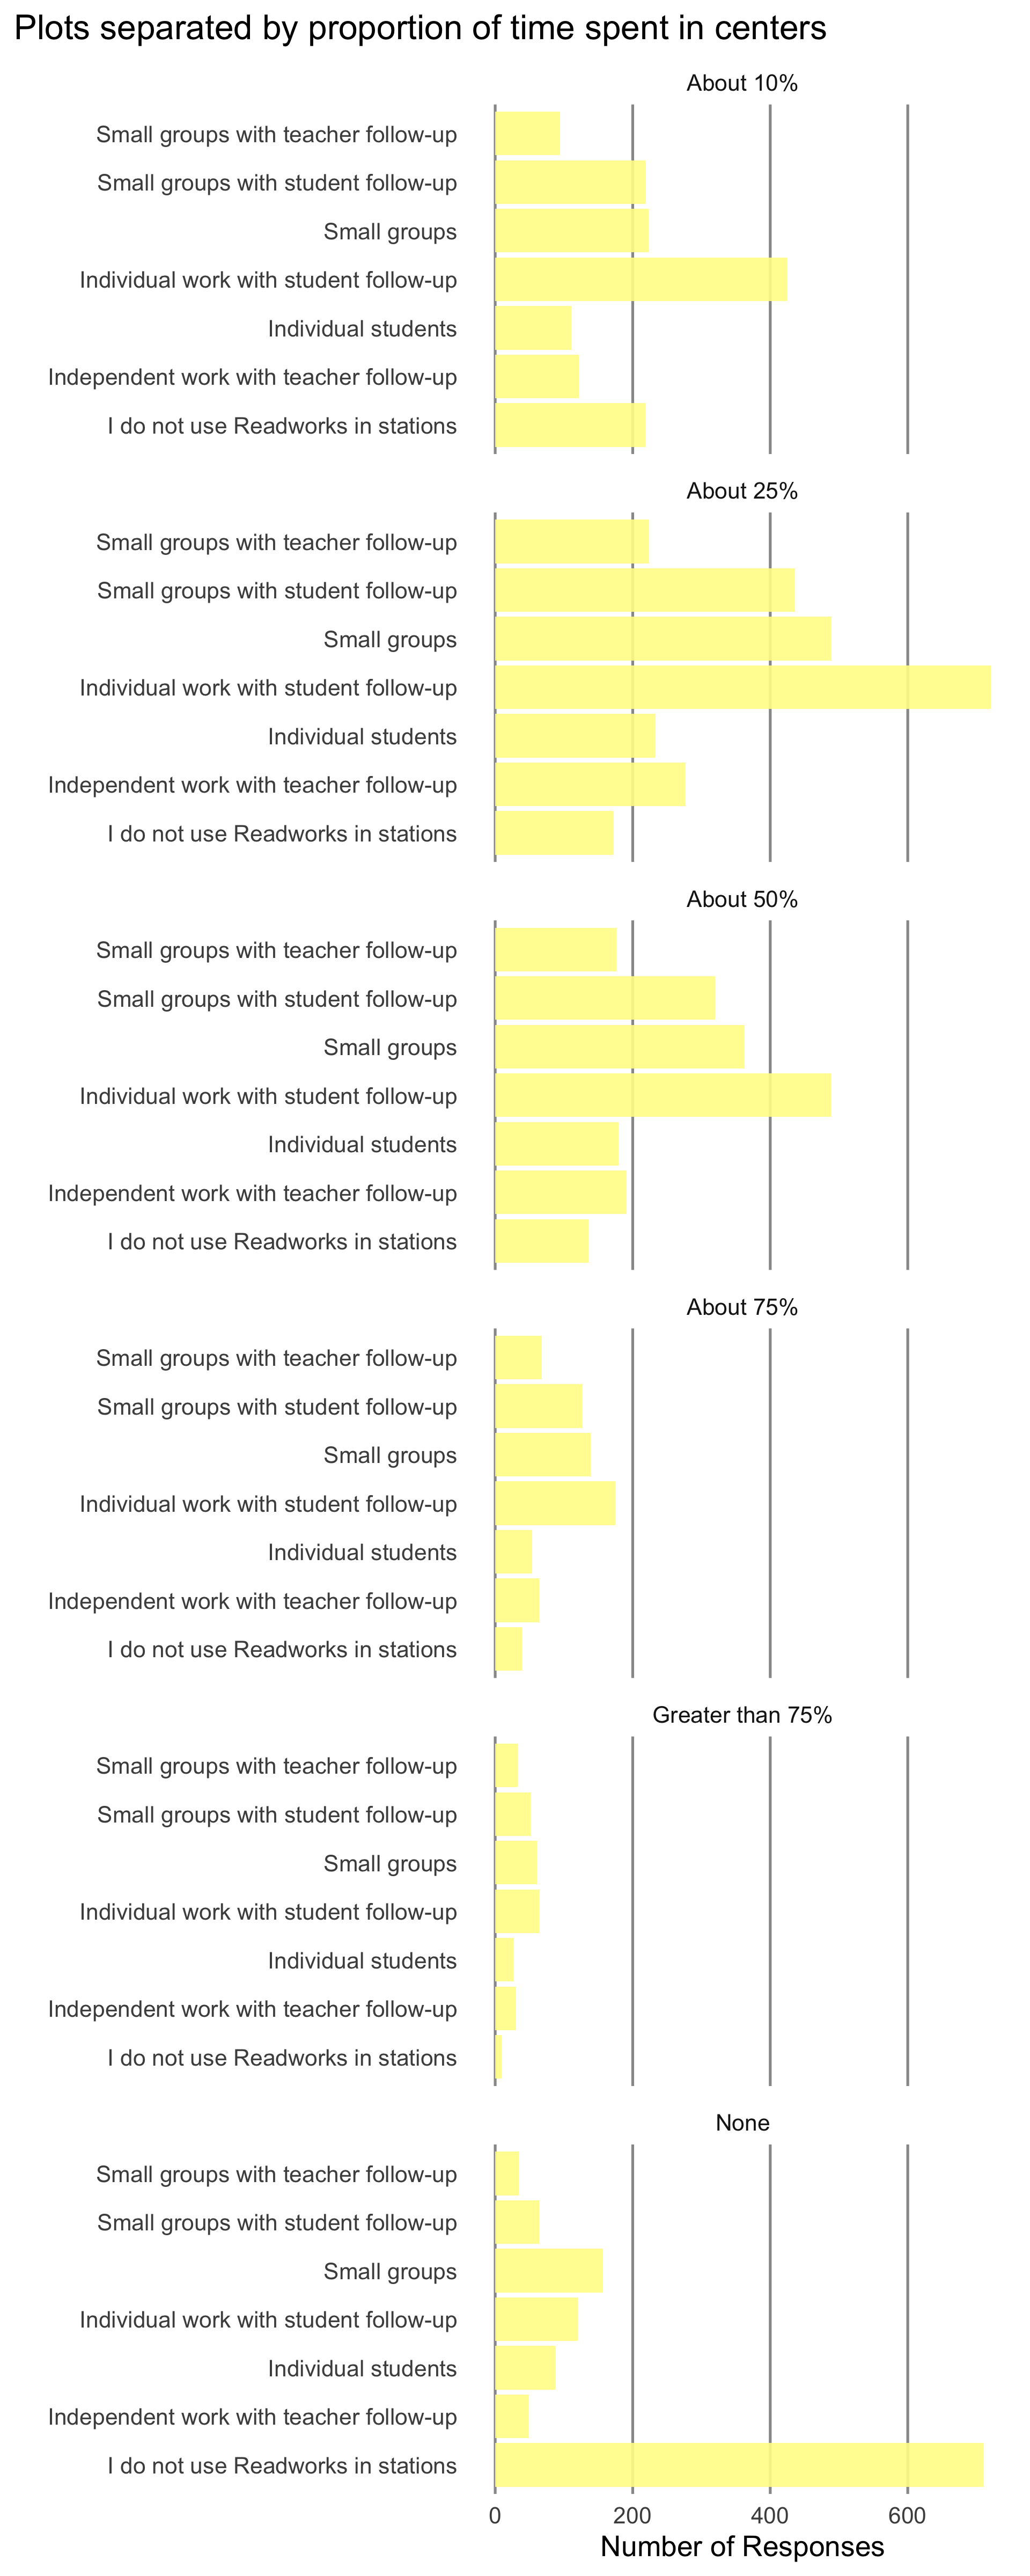 Plots separated by proportion of time spent in centers
About 10%
Small groups with teacher follow-up
Small groups with student follow-up
Small groups
Individual work with student follow-up
Individual students
Independent work with teacher follow-up
I do not use Readworks in stations
About 25%
Small groups with teacher follow-up
Small groups with student follow-up
Small groups
Individual work with student follow-up
Individual students
Independent work with teacher follow-up
I do not use Readworks in stations
About 50%
Small groups with teacher follow-up
Small groups with student follow-up
Small groups
Individual work with student follow-up
Individual students
Independent work with teacher follow-up
I do not use Readworks in stations
About 75%
Small groups with teacher follow-up
Small groups with student follow-up
Small groups
Individual work with student follow-up
Individual students
Independent work with teacher follow-up
I do not use Readworks in stations
Greater than 75%
Small groups with teacher follow-up
Small groups with student follow-up
Small groups
Individual work with student follow-up
Individual students
Independent work with teacher follow-up
I do not use Readworks in stations
None
Small groups with teacher follow-up
Small groups with student follow-up
Small groups
Individual work with student follow-up
Individual students
Independent work with teacher follow-up
I do not use Readworks in stations
0 200 400 600
Number of Responses